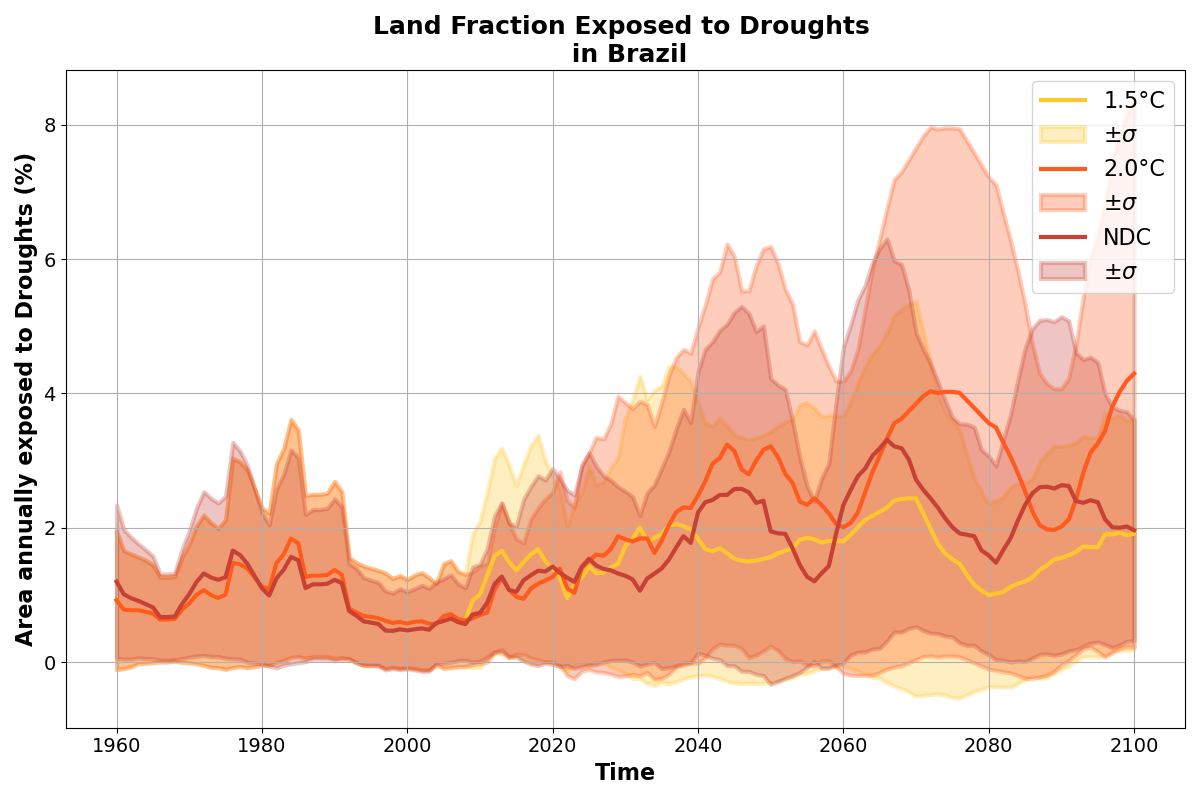 Land Fraction Exposed to Droughts
in Brazil
Area annually exposed to Droughts (%)
8
6
4
2
0
1960 1980 2000 2020 2040 2060 2080 2100
Time
1.5°C
±σ
2.0°C
±σ
NDC
±σ